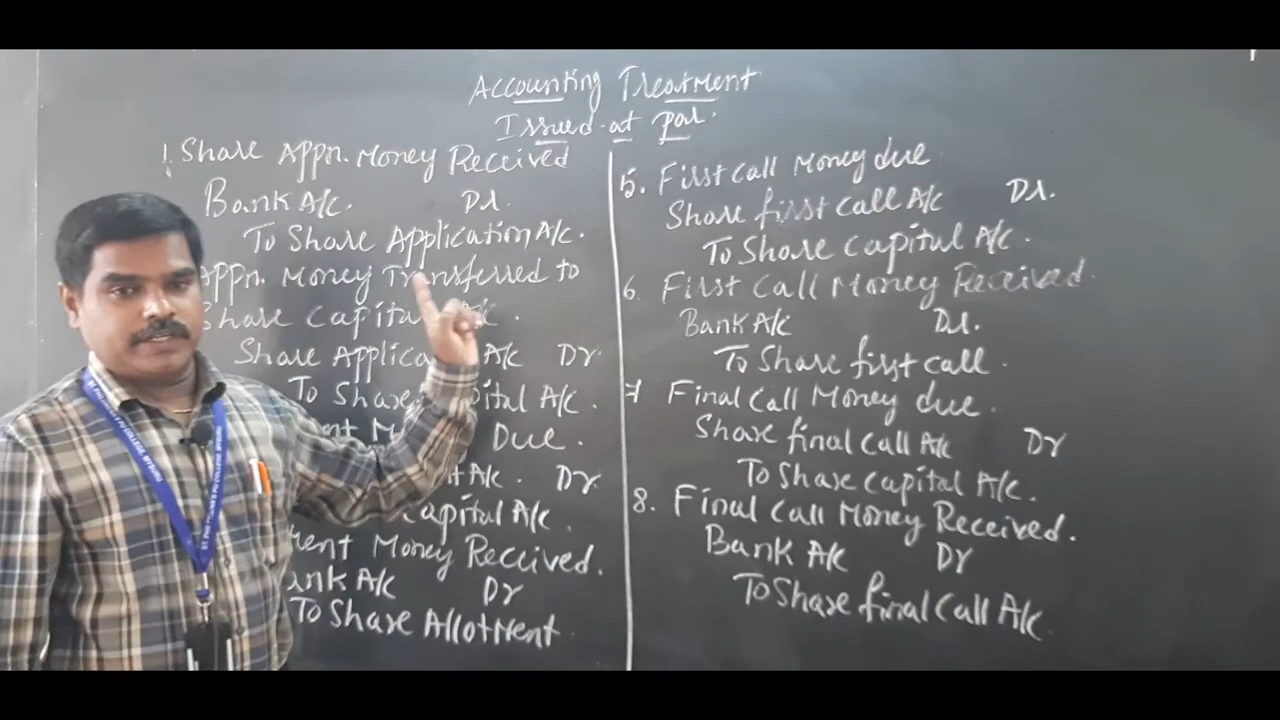 Accounting Treatment
Issued at par.
1. Share Appn. Money Received
Bank A/c. Dr.
To Share Application A/c.
Appn. Money Transferred to
Share Capital A/c.
Share A/c Dr.
To Share A/c.
Due.
A/c. Dr.
Capital A/c.
Money Received.
A/c Dr
To Share Allotment
5. First call Money due
Share first call A/c Dr.
To Share capital A/c.
6. First Call Money Received.
Bank A/c Dr.
To Share first call.
7 Final Call Money due.
Share final call A/c Dr
To Share capital A/c.
8. Final Call Money Received.
Bank A/c Dr
To Share final Call A/c.